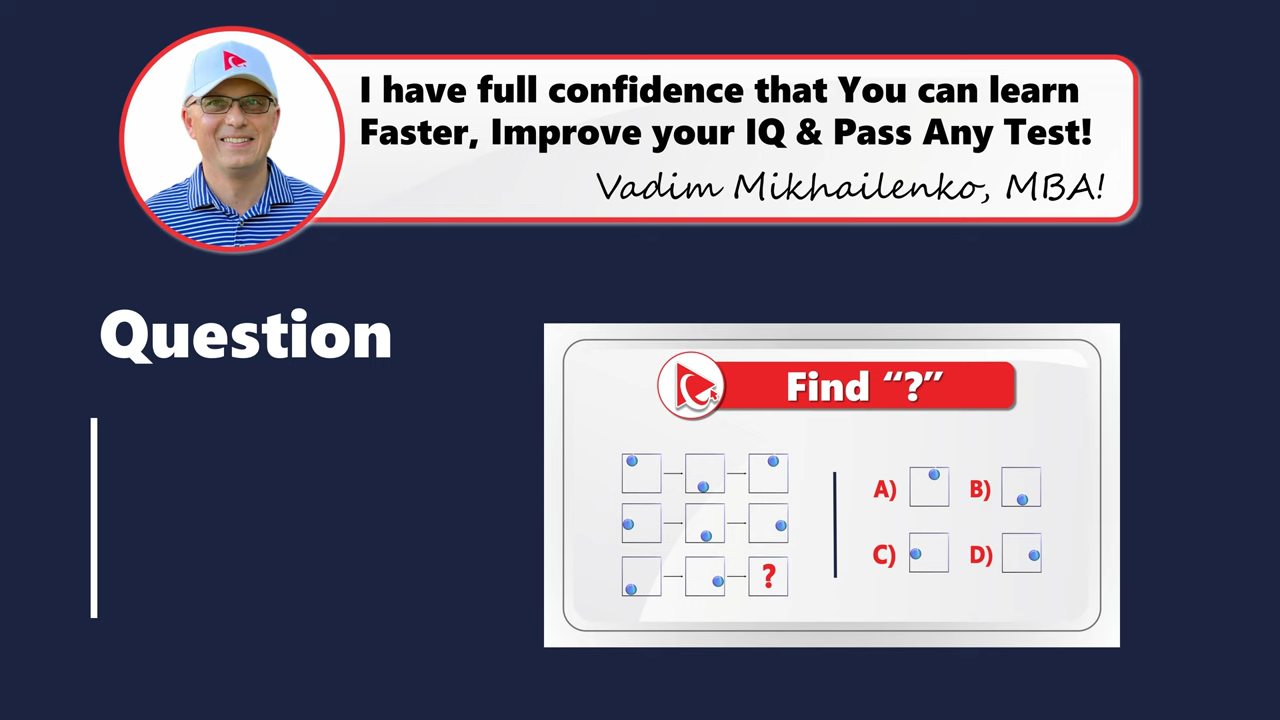 I have full confidence that You can learn
Faster, Improve your IQ & Pass Any Test!
Vadim Mikhailenko, MBA!
Question
Find “?”
?
A)
B)
C)
D)